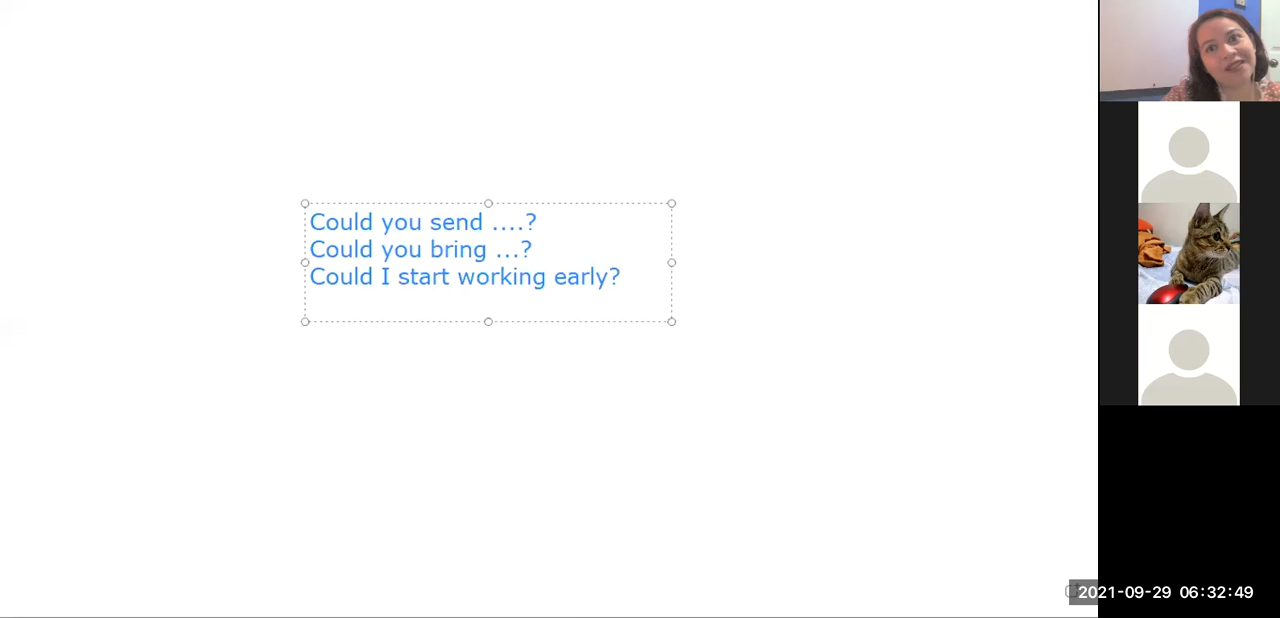 Could you send ....?
Could you bring ...?
Could I start working early?
2021-09-29 06:32:49